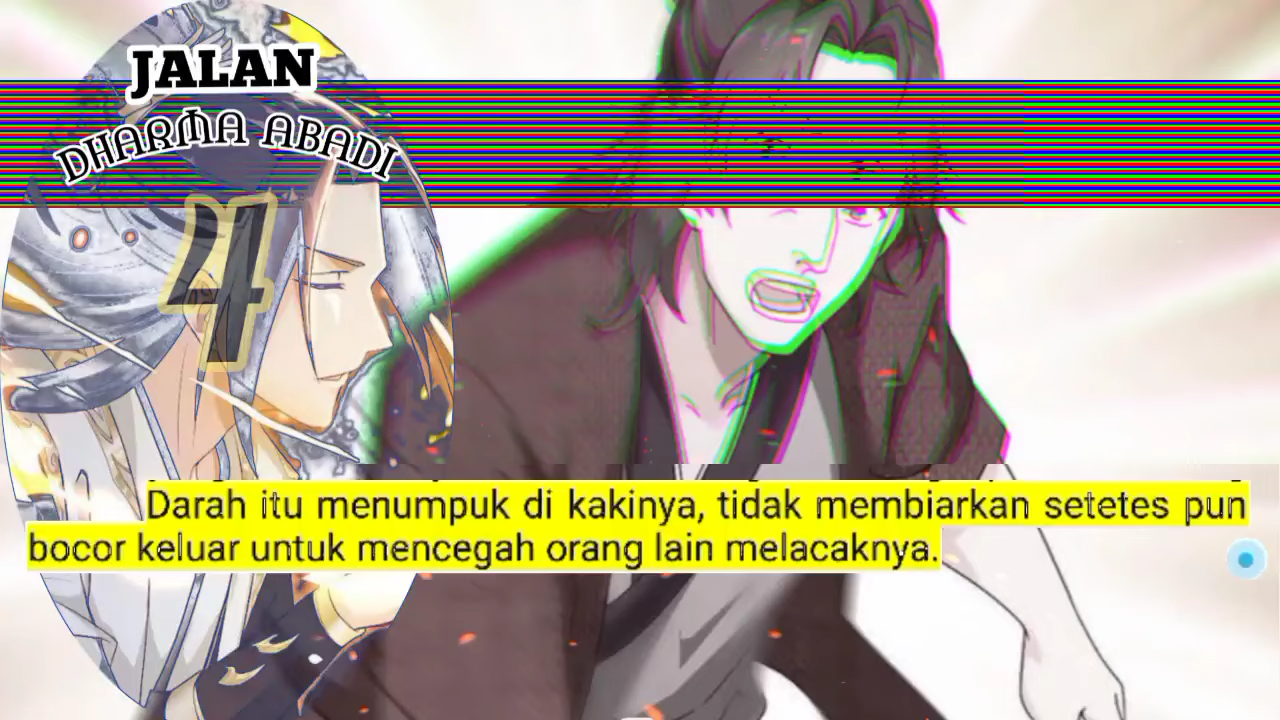 JALAN
DHARMA ABADI
4
Darah itu menumpuk di kakinya, tidak membiarkan setetes pun
bocor keluar untuk mencegah orang lain melacaknya.